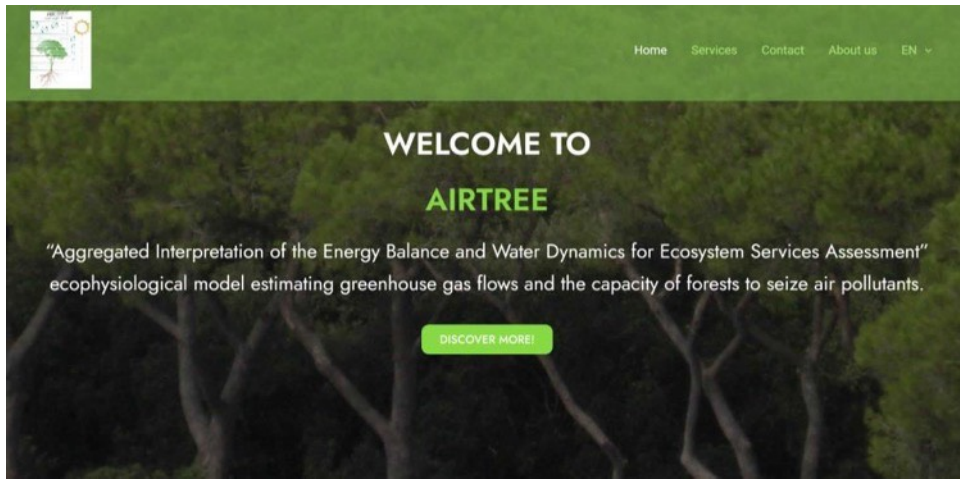 Home Services Contact About us EN
WELCOME TO
AIRTREE
“Aggregated Interpretation of the Energy Balance and Water Dynamics for Ecosystem Services Assessment”
ecophysiological model estimating greenhouse gas flows and the capacity of forests to seize air pollutants.
DISCOVER MORE!